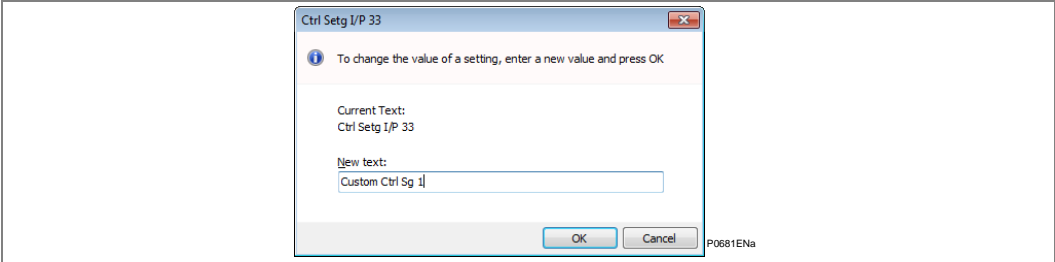 Ctrl Setg I/P 33
To change the value of a setting, enter a new value and press OK
Current Text:
Ctrl Setg I/P 33
New text:
Custom Ctrl Sg 1
OK Cancel
P0681ENa